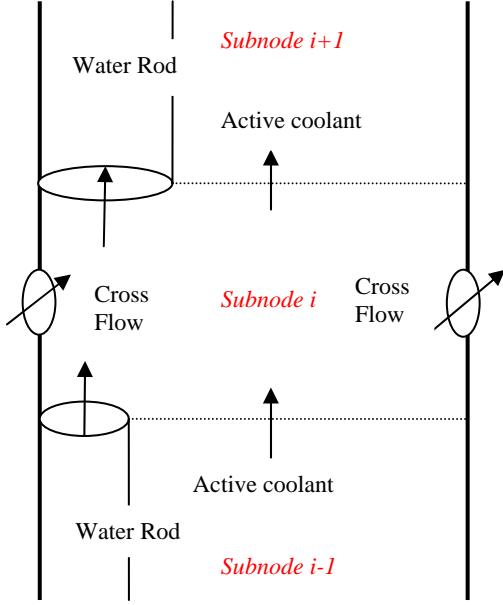 Subnode i+1
Water Rod
Active coolant
Cross
Flow
Subnode i
Cross
Flow
Active coolant
Water Rod
Subnode i-1